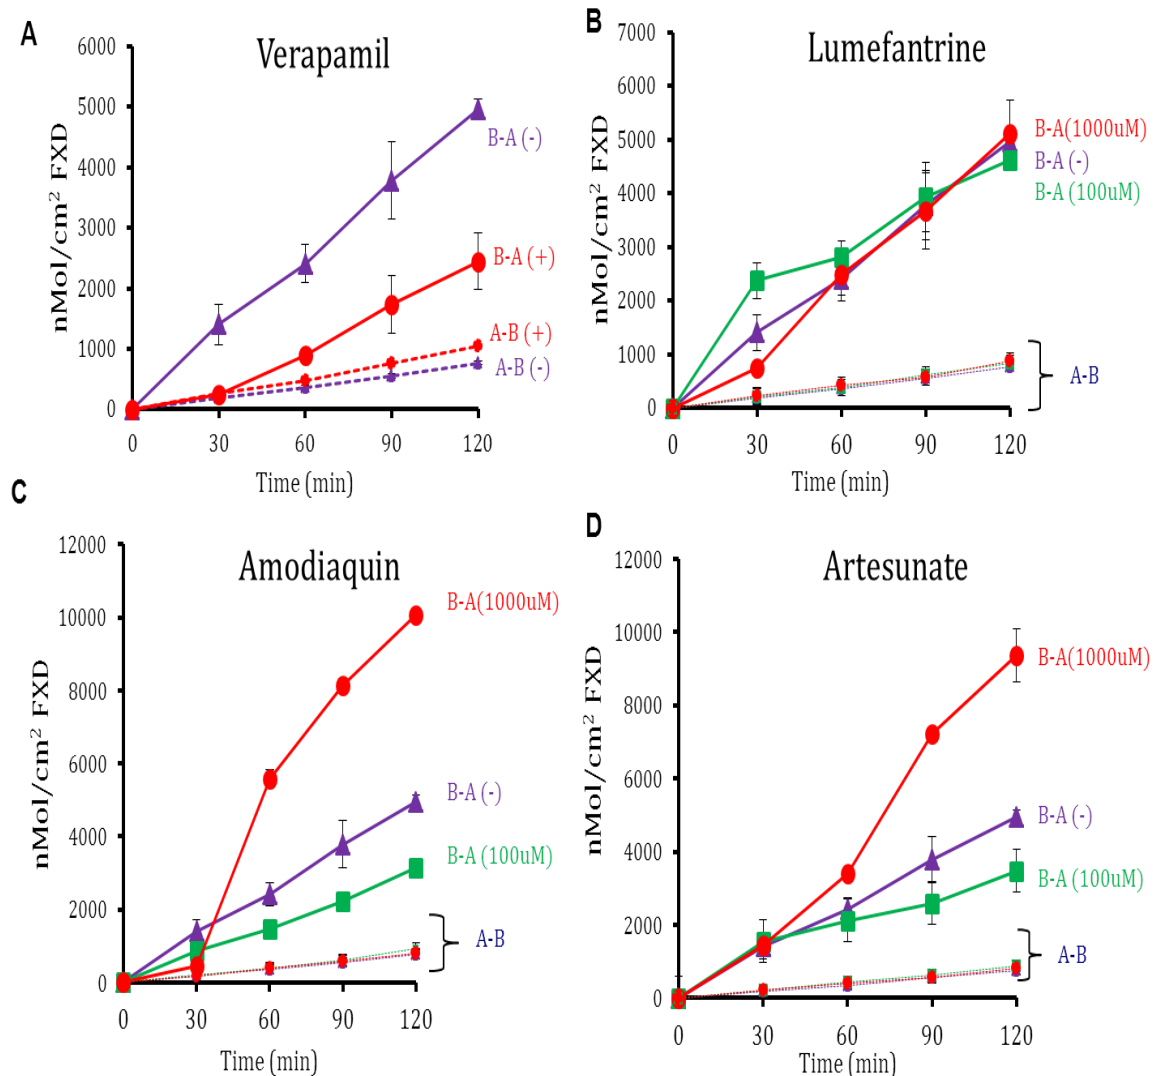 A
Verapamil
nMol/cm² FXD
6000
5000
4000
3000
2000
1000
0
0 30 60 90 120
Time (min)
B-A (-)
B-A (+)
A-B (+)
A-B (-)
B
Lumefantrine
nMol/cm² FXD
7000
6000
5000
4000
3000
2000
1000
0
0 30 60 90 120
Time (min)
B-A(1000uM)
B-A (-)
B-A (100uM)
A-B
C
Amodiaquin
nMol/cm² FXD
12000
10000
8000
6000
4000
2000
0
0 30 60 90 120
Time (min)
B-A(1000uM)
B-A (-)
B-A (100uM)
A-B
D
Artesunate
nMol/cm² FXD
12000
10000
8000
6000
4000
2000
0
0 30 60 90 120
Time (min)
B-A(1000uM)
B-A (-)
B-A (100uM)
A-B